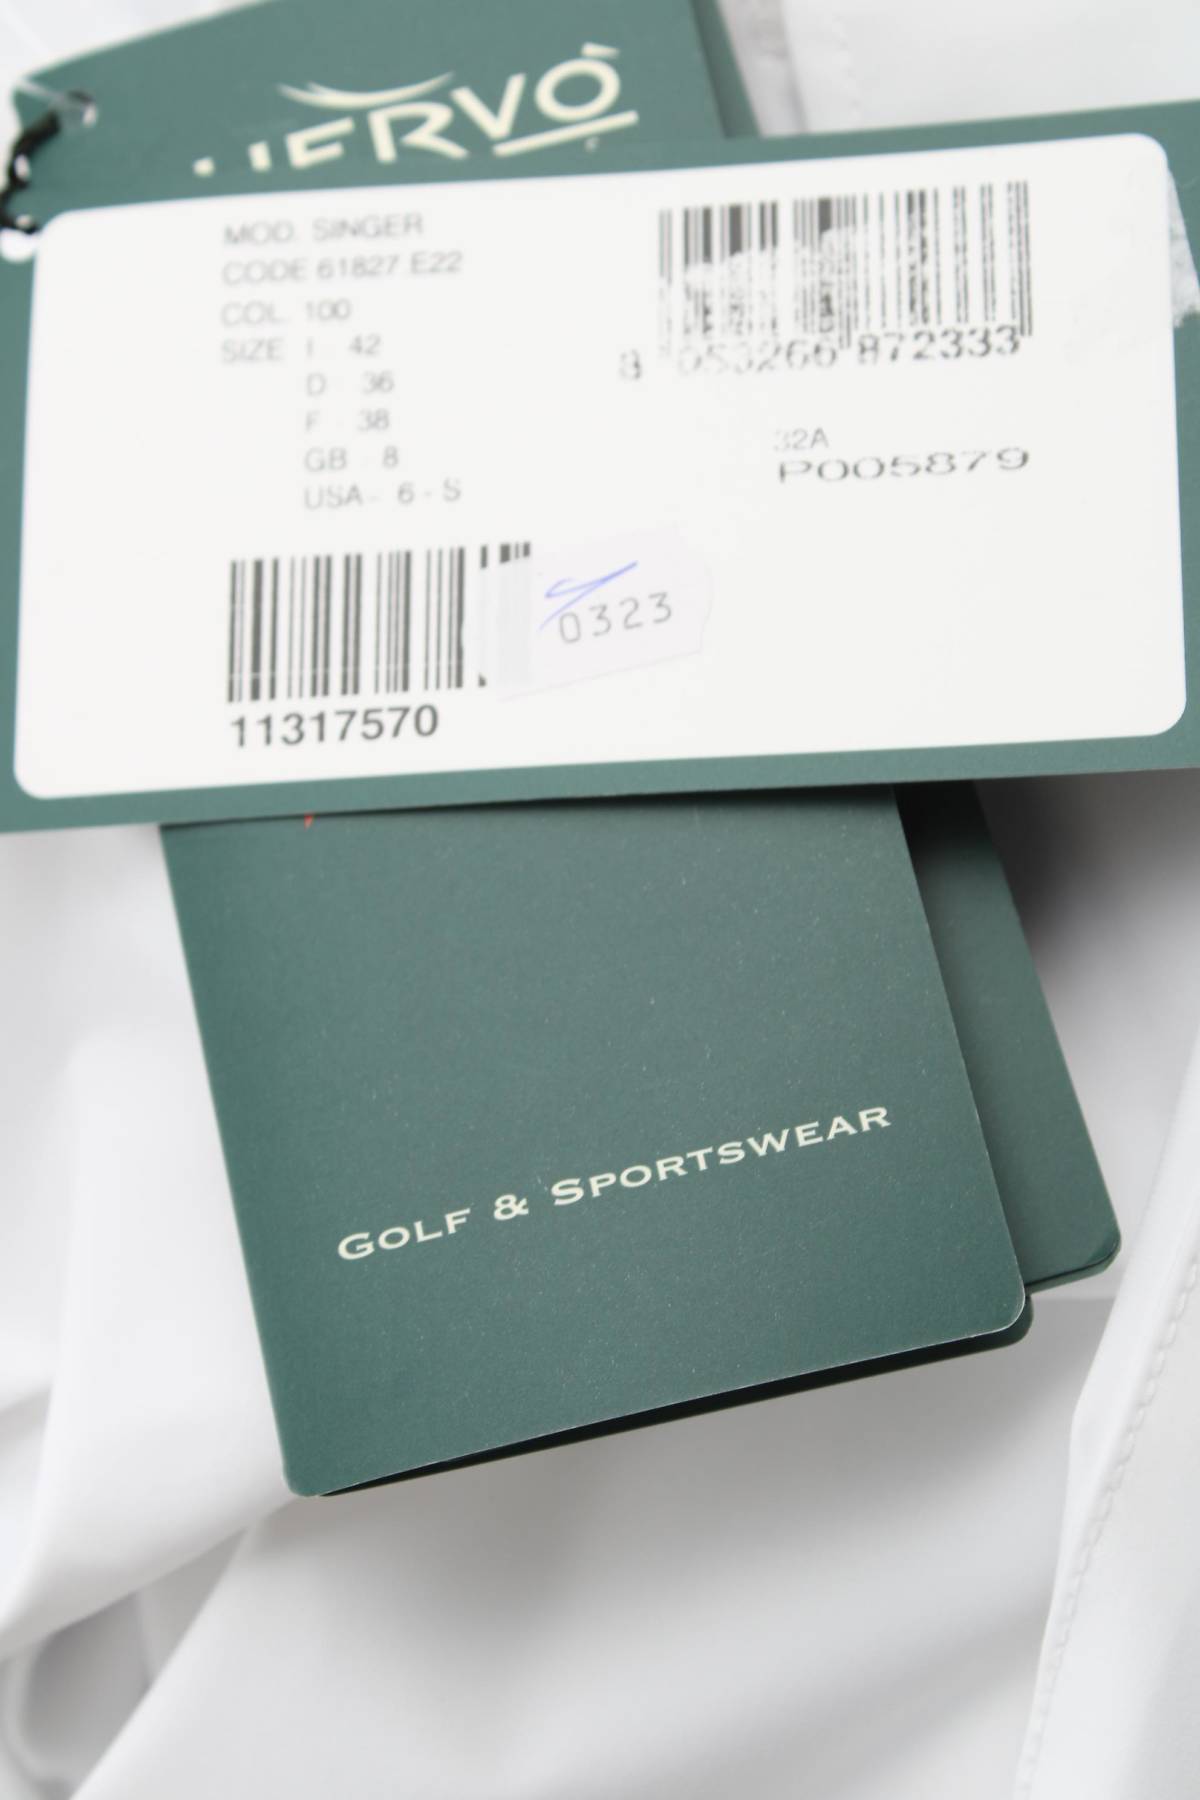 MOD. SINGER
CODE 61827 E22
COL. 100
SIZE I 42
D 36
F 38
GB 8
USA - 6 - S
8 053266 872333
32A
P005879
0323
11317570
GOLF & SPORTSWEAR